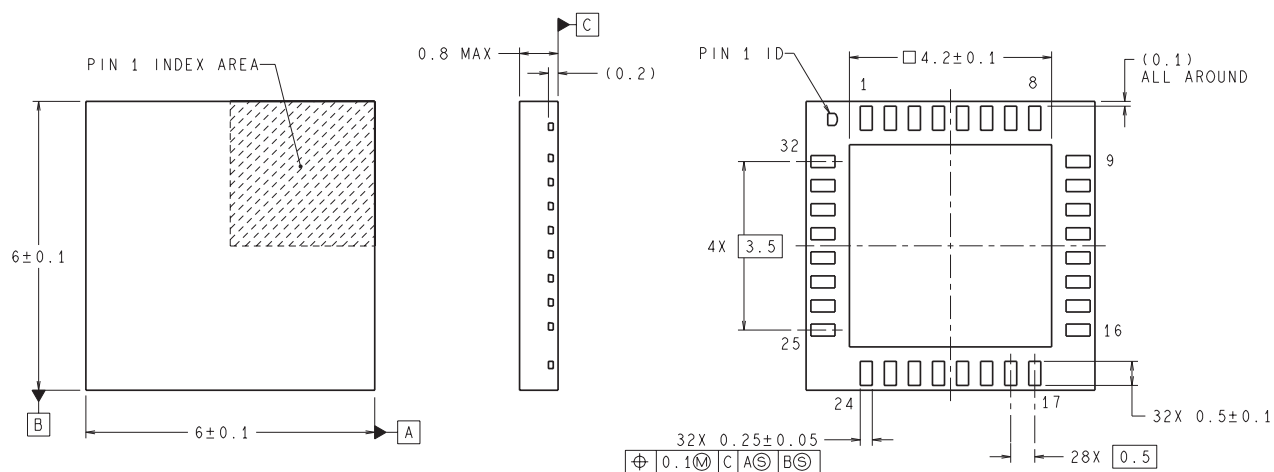 PIN 1 INDEX AREA
6±0.1
B
6±0.1
A
0.8 MAX
C
(0.2)
PIN 1 ID
□4.2±0.1
(0.1)
ALL AROUND
1
8
32
9
4X 3.5
25
16
24
17
32X 0.5±0.1
32X 0.25±0.05
⌖ 0.1Ⓜ C AⓈ BⓈ
28X 0.5